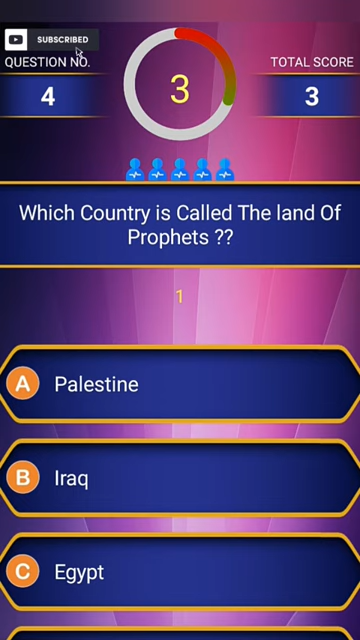 SUBSCRIBED
QUESTION NO.
TOTAL SCORE
4
3
3
Which Country is Called The land Of
Prophets ??
1
A Palestine
B Iraq
C Egypt